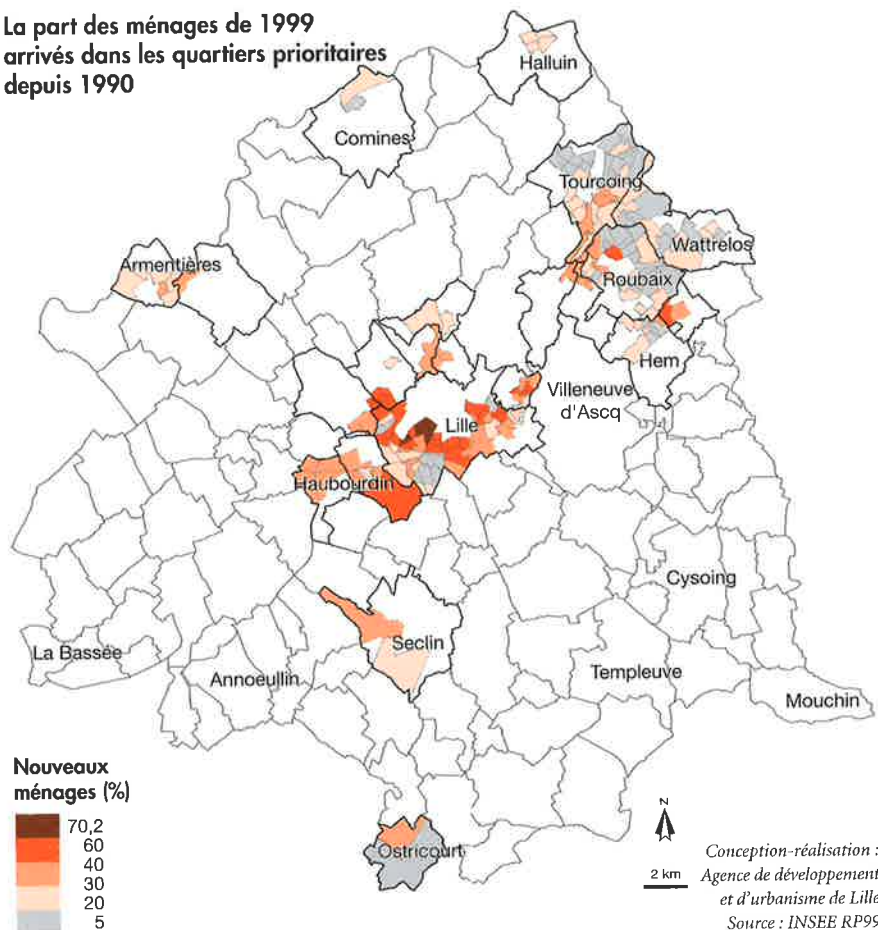 La part des ménages de 1999
arrivés dans les quartiers prioritaires
depuis 1990
Halluin
Comines
Tourcoing
Wattrelos
Armentières
Roubaix
Hem
Villeneuve
d'Ascq
Lille
Haubourdin
Cysoing
Seclin
La Bassée
Annoeullin
Templeuve
Mouchin
Ostricourt
Nouveaux
ménages (%)
70,2
60
40
30
20
5
N
2 km
Conception-réalisation :
Agence de développement
et d'urbanisme de Lille
Source : INSEE RP99